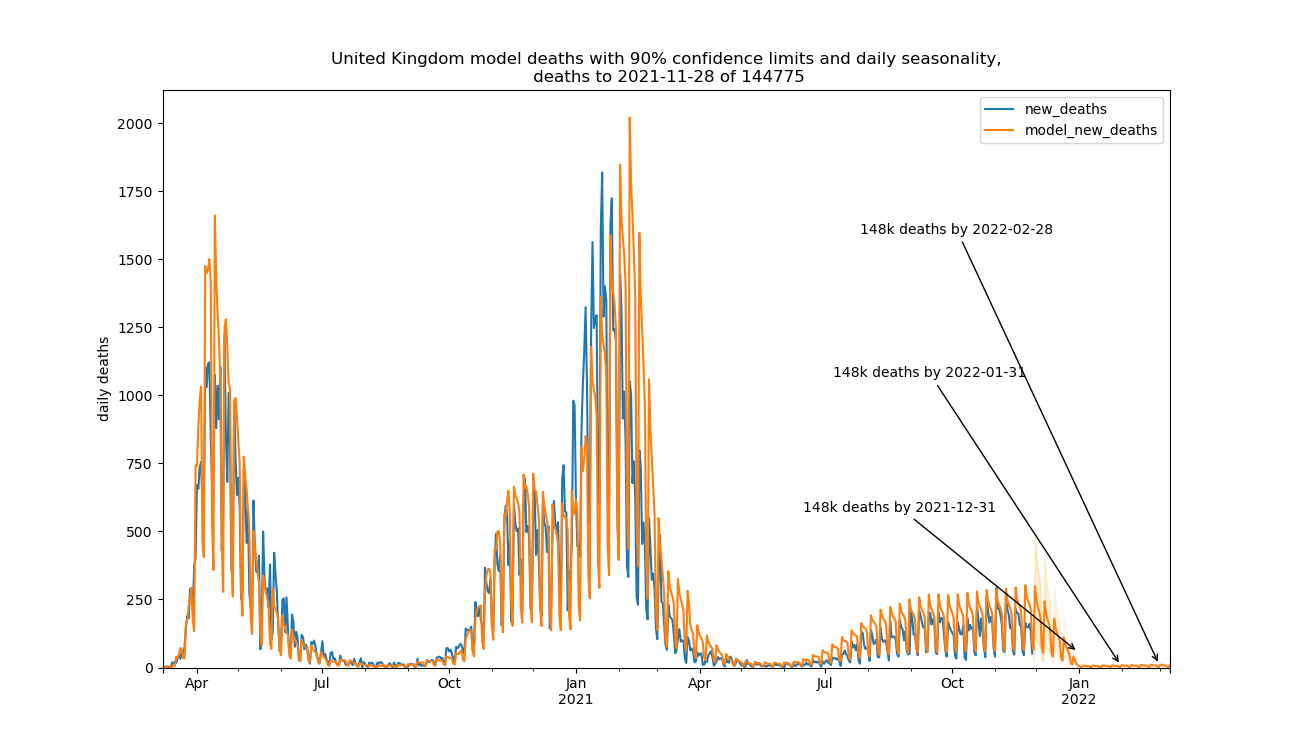 United Kingdom model deaths with 90% confidence limits and daily seasonality,
deaths to 2021-11-28 of 144775
new_deaths
model_new_deaths
2000
1750
1500
1250
1000
750
500
250
0
daily deaths
148k deaths by 2022-02-28
148k deaths by 2022-01-31
148k deaths by 2021-12-31
Apr Jul Oct Jan Apr Jul Oct Jan
2021 2022